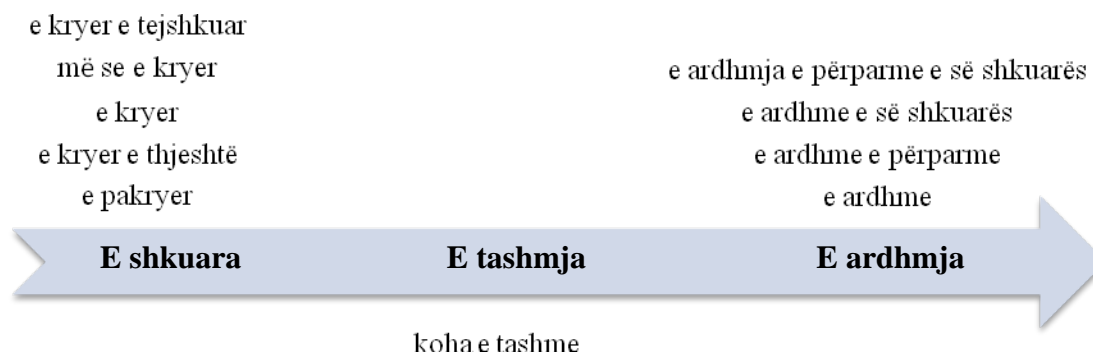 e kryer e tejshkuar
më se e kryer
e kryer
e kryer e thjeshtë
e pakryer
e ardhmja e përparme e së shkuarës
e ardhme e së shkuarës
e ardhme e përparme
e ardhme
E shkuara
E tashmja
E ardhmja
koha e tashme